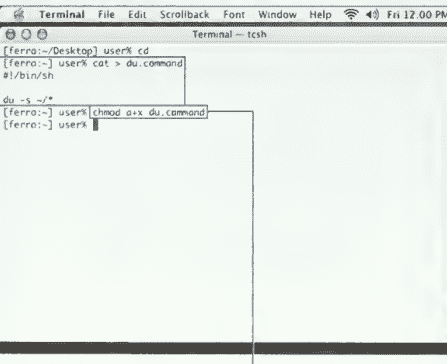 Terminal File Edit Scrollback Font Window Help Fri 12:00 PM
Terminal — tcsh
[ferro:~/Desktop] user% cd
[ferro:~] user% cat > du.command
#!/bin/sh
du -s ~/*
[ferro:~] user% chmod a+x du.command
[ferro:~] user%